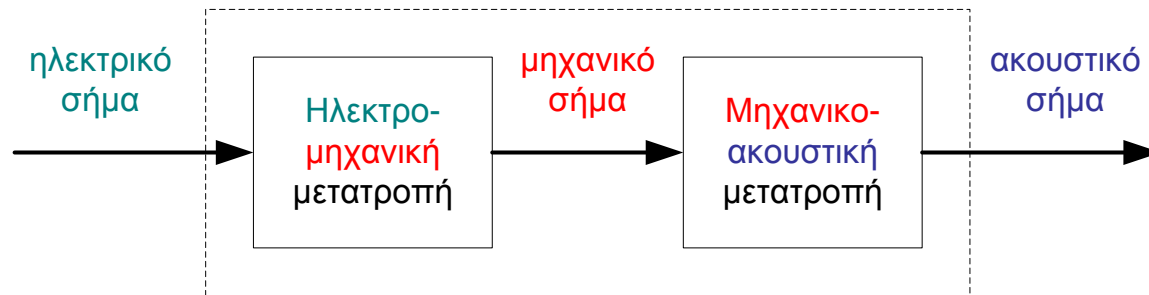 ηλεκτρικό
σήμα
Ηλεκτρο-
μηχανική
μετατροπή
μηχανικό
σήμα
Μηχανικο-
ακουστική
μετατροπή
ακουστικό
σήμα